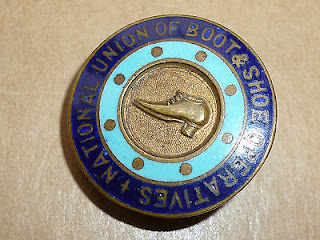 NATIONAL UNION OF BOOT & SHOE OPERATIVES +